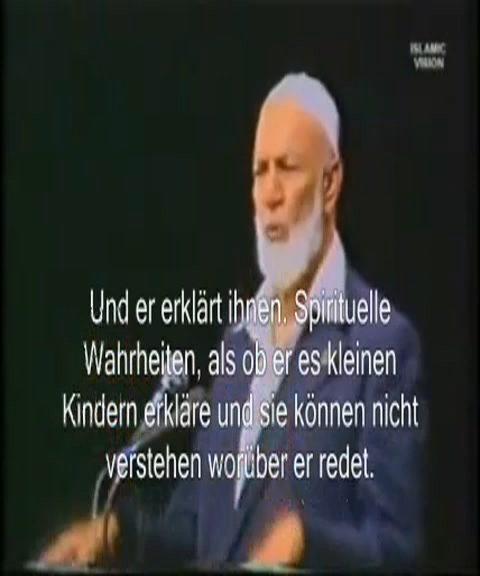 ISLAMIC
VISION
Und er erklärt ihnen. Spirituelle
Wahrheiten, als ob er es kleinen
Kindern erkläre und sie können nicht
verstehen worüber er redet.